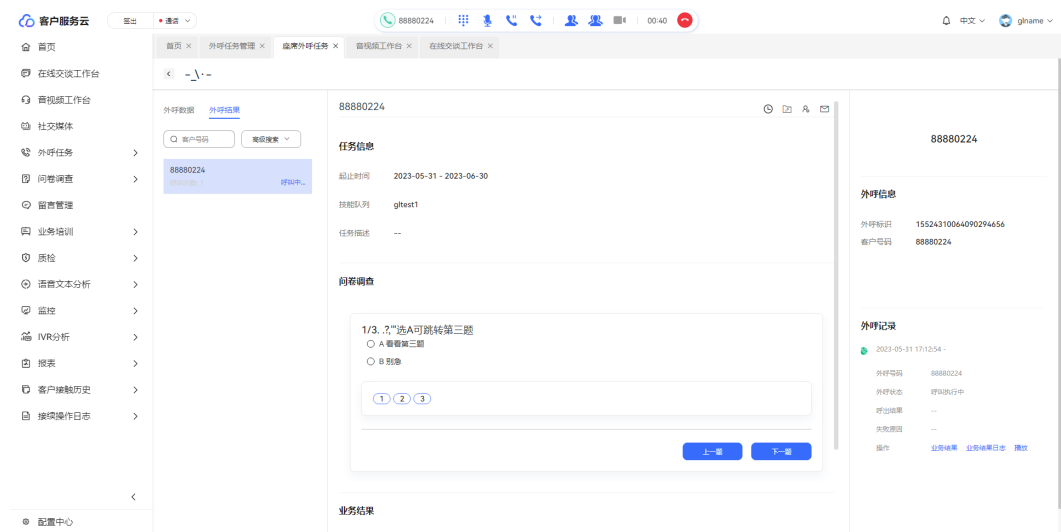 客户服务云
签出
通话
88880224
00:40
中文
glname
首页
在线交谈工作台
音视频工作台
社交媒体
外呼任务
问卷调查
留言管理
业务培训
质检
语音文本分析
监控
IVR分析
报表
客户接触历史
接续操作日志
配置中心
首页 ×
外呼任务管理 ×
座席外呼任务 ×
音视频工作台 ×
在线交谈工作台 ×
-_\·-
外呼数据 外呼结果
客户号码
高级搜索
88880224
呼叫中...
88880224
任务信息
起止时间 2023-05-31 - 2023-06-30
技能队列 gltest1
任务描述 --
问卷调查
1/3. .?,'"选A可跳转第三题
A 看看第三题
B 别急
1 2 3
上一题 下一题
业务结果
88880224
外呼信息
外呼标识 15524310064090294656
客户号码 88880224
外呼记录
2023-05-31 17:12:54 -
外呼号码 88880224
外呼状态 呼叫执行中
呼出结果 --
失败原因 --
操作 业务结果 业务结果日志 播放